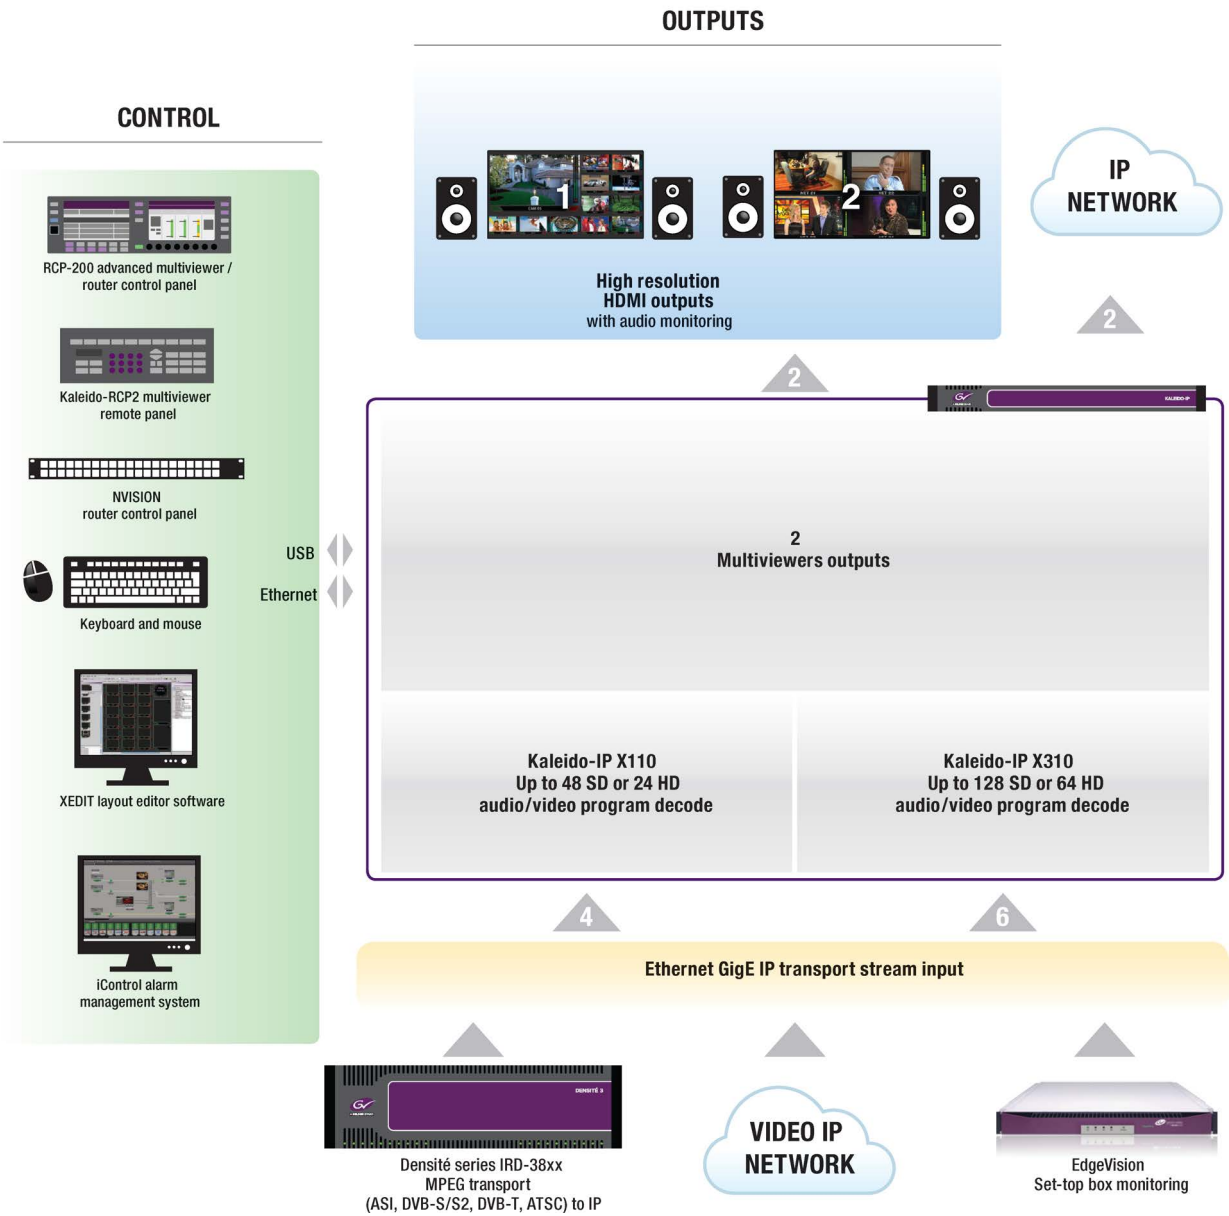 OUTPUTS
CONTROL
RCP-200 advanced multiviewer /
router control panel
Kaleido-RCP2 multiviewer
remote panel
NVISION
router control panel
Keyboard and mouse
XEDIT layout editor software
iControl alarm
management system
USB
Ethernet
1
2
High resolution
HDMI outputs
with audio monitoring
IP
NETWORK
2
2
KALEIDO-IP
2
Multiviewers outputs
Kaleido-IP X110
Up to 48 SD or 24 HD
audio/video program decode
Kaleido-IP X310
Up to 128 SD or 64 HD
audio/video program decode
4
6
Ethernet GigE IP transport stream input
DENSITÉ 3
Densité series IRD-38xx
MPEG transport
(ASI, DVB-S/S2, DVB-T, ATSC) to IP
VIDEO IP
NETWORK
EdgeVision
Set-top box monitoring